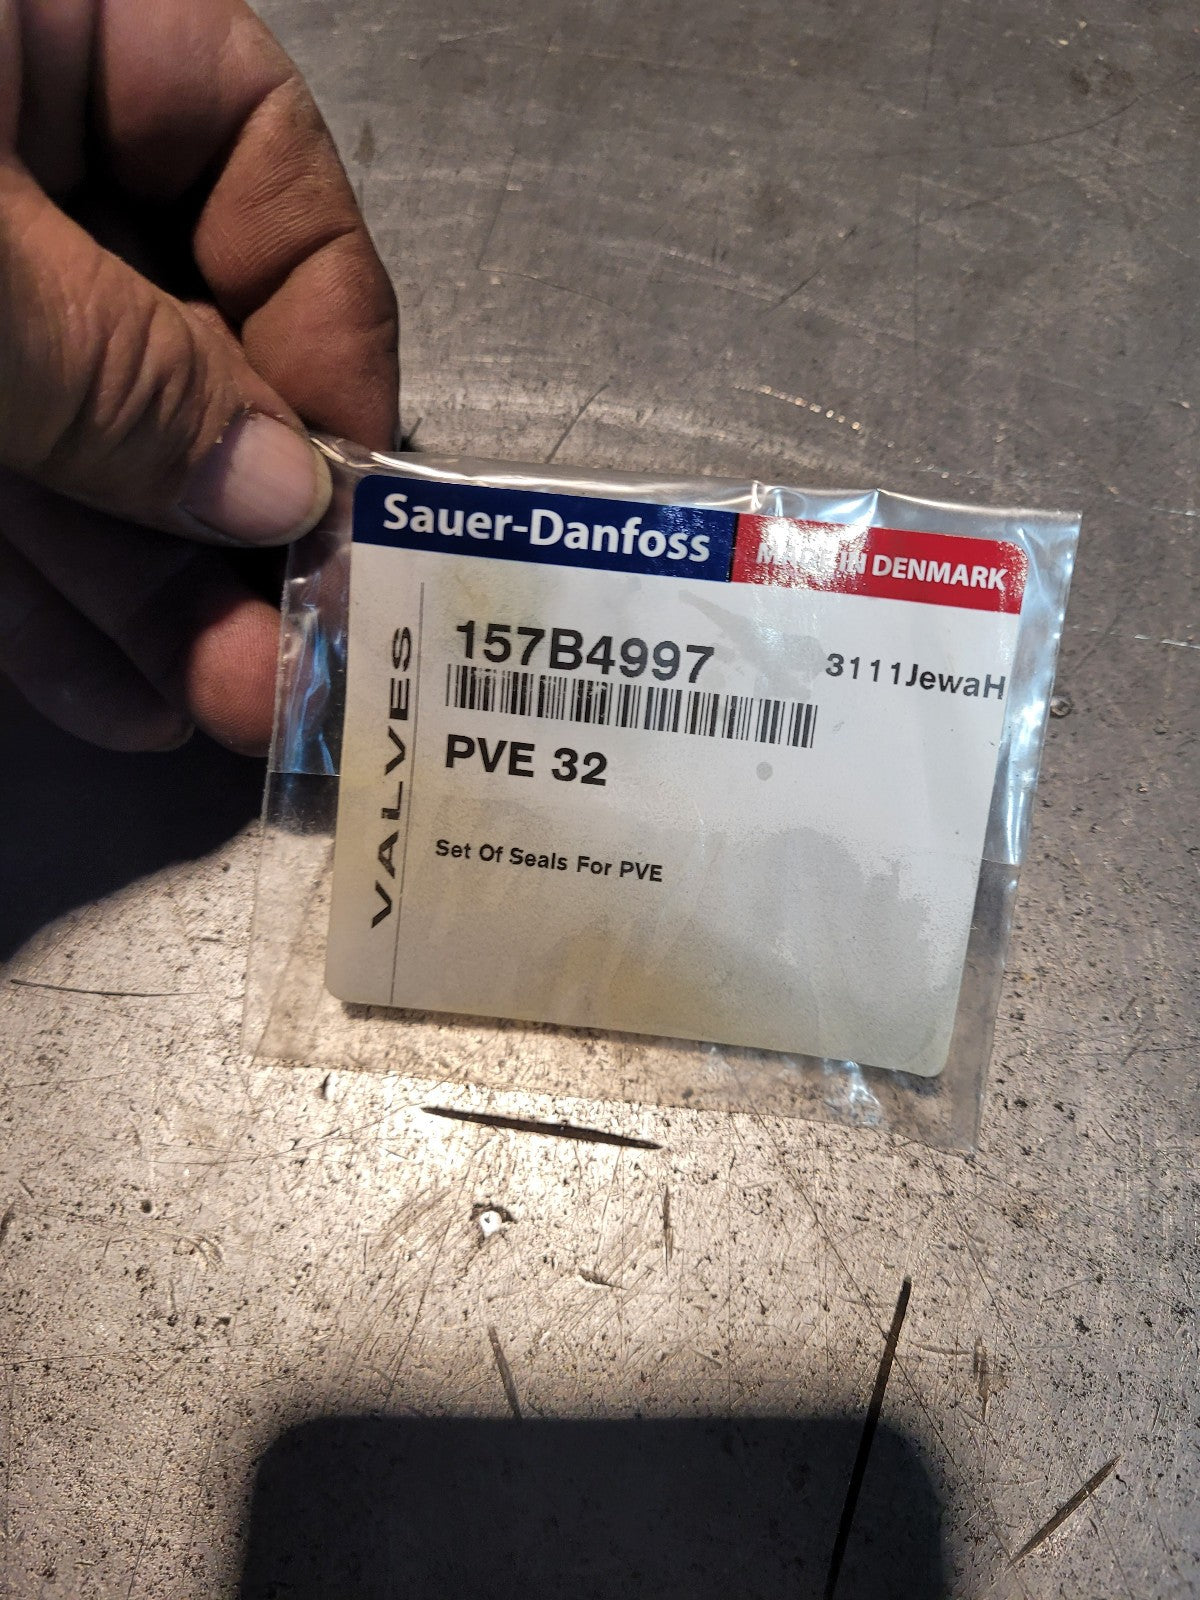 Sauer-Danfoss
MADE IN DENMARK
VALVES
157B4997
3111JewaH
PVE 32
Set Of Seals For PVE